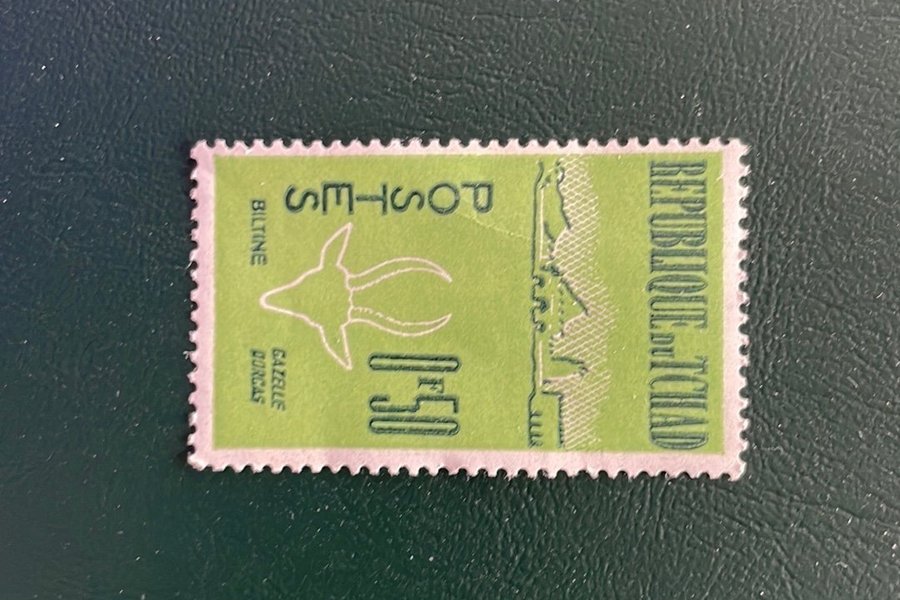 REPUBLIQUE DU TCHAD
POSTES
0F50
BILTINE
GAZELLE
DORCAS